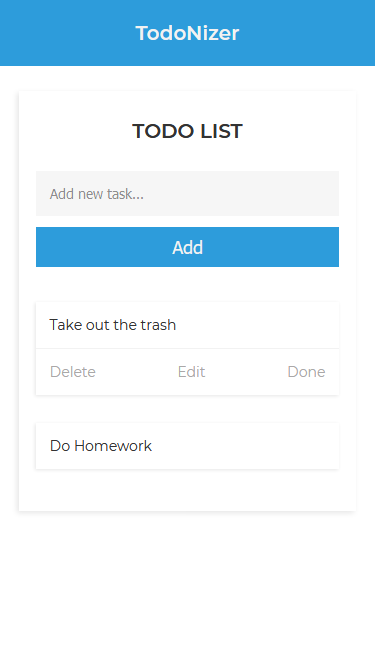 TodoNizer
TODO LIST
Add new task...
Add
Take out the trash
Delete Edit Done
Do Homework